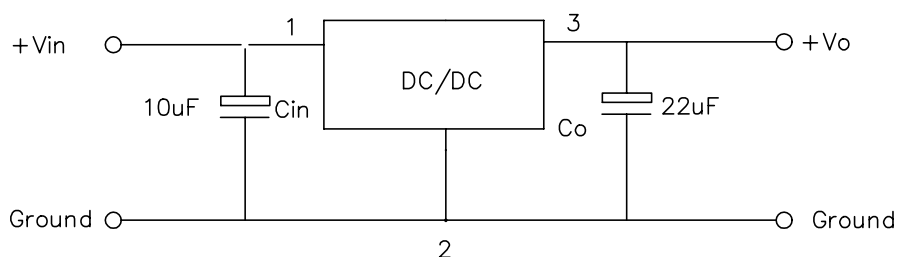 1
3
+Vin
+Vo
DC/DC
10uF
Cin
Co
22uF
Ground
Ground
2